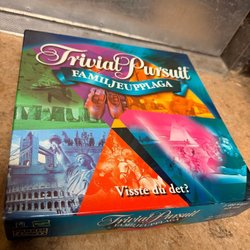 Trivial Pursuit
FAMILJEUPPLAGA
Visste du det?
Trivial Pursuit
FAMILJEUPPLAGA